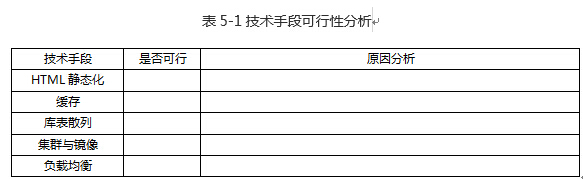 表 5-1 技术手段可行性分析
技术手段 是否可行 原因分析
HTML 静态化
缓存
库表散列
集群与镜像
负载均衡